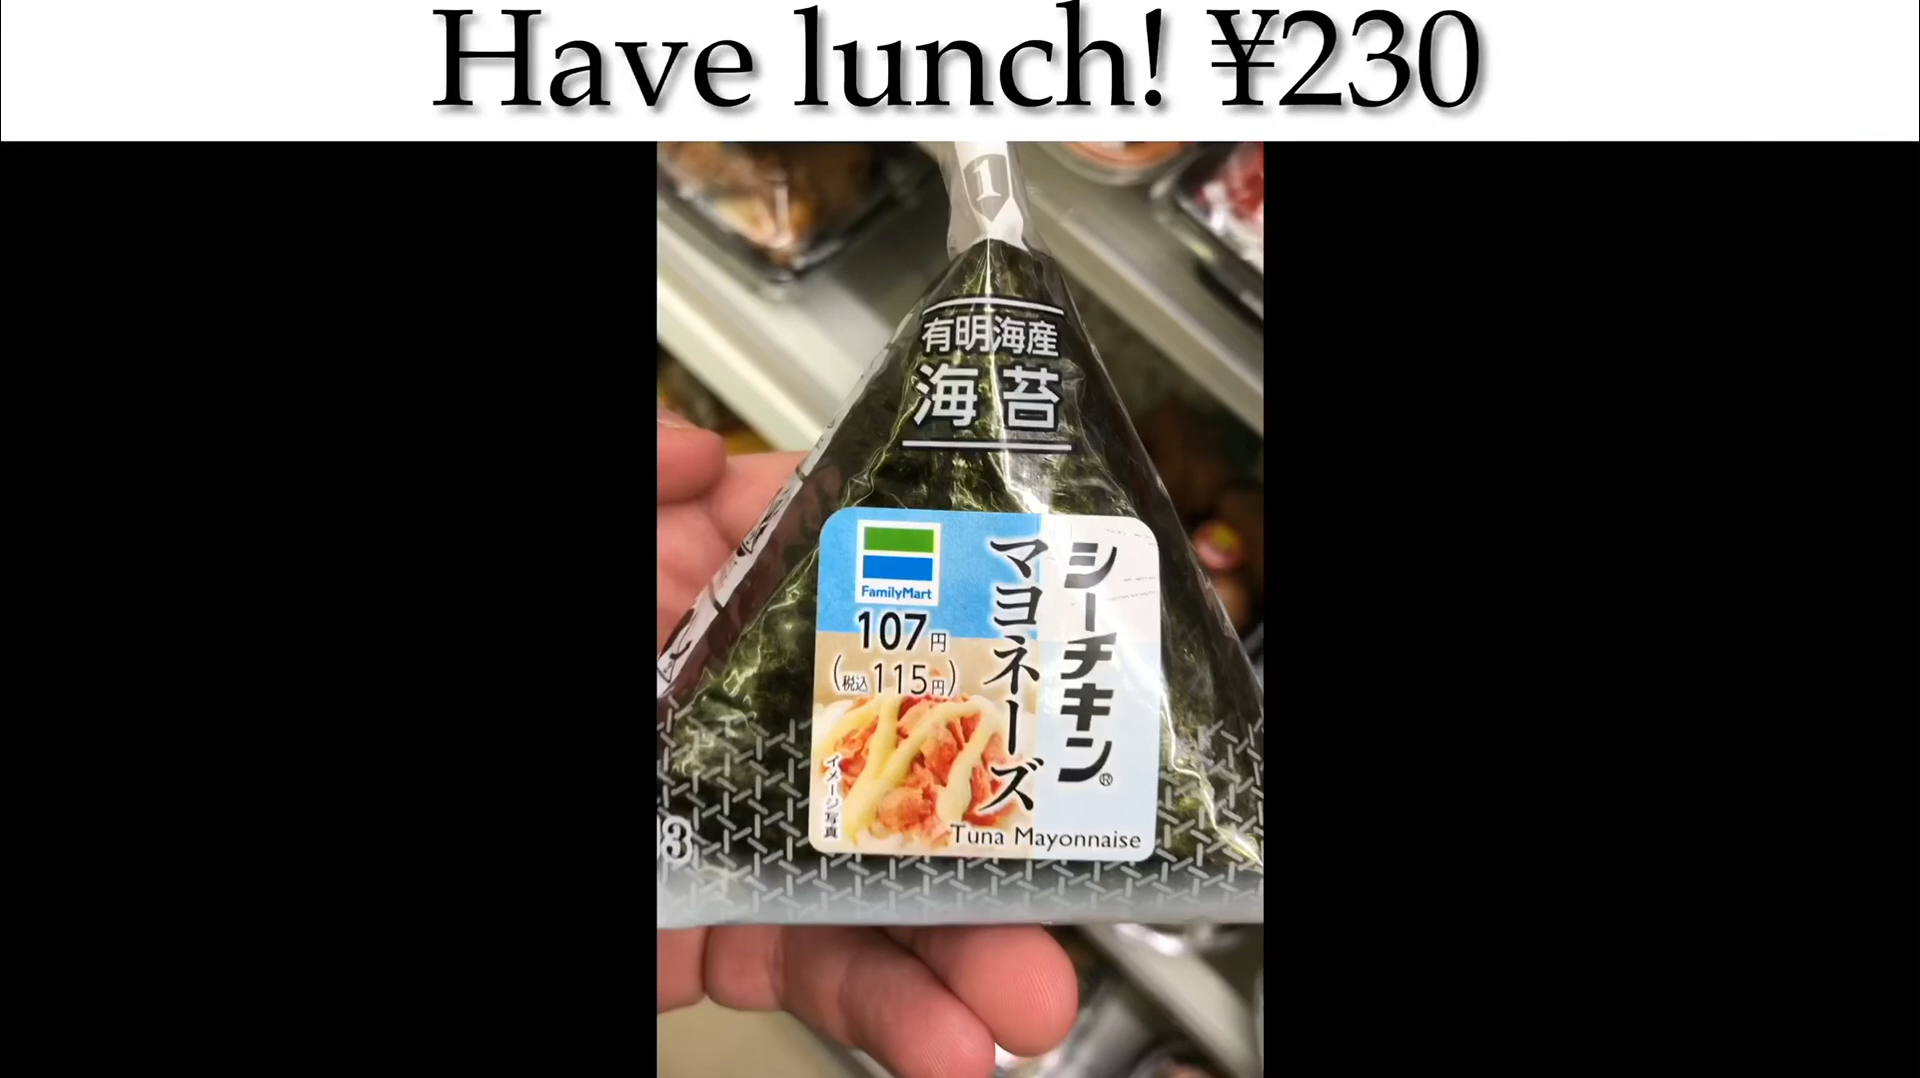 Have lunch! ¥230
1
有明海産
海苔
FamilyMart
107円
(税込115円)
シーチキン®
マヨネーズ
イメージ写真
Tuna Mayonnaise
3